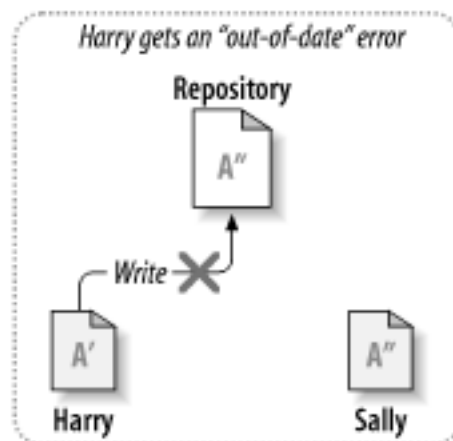 Harry gets an “out-of-date” error
Repository
A″
Write
A′
A″
Harry
Sally